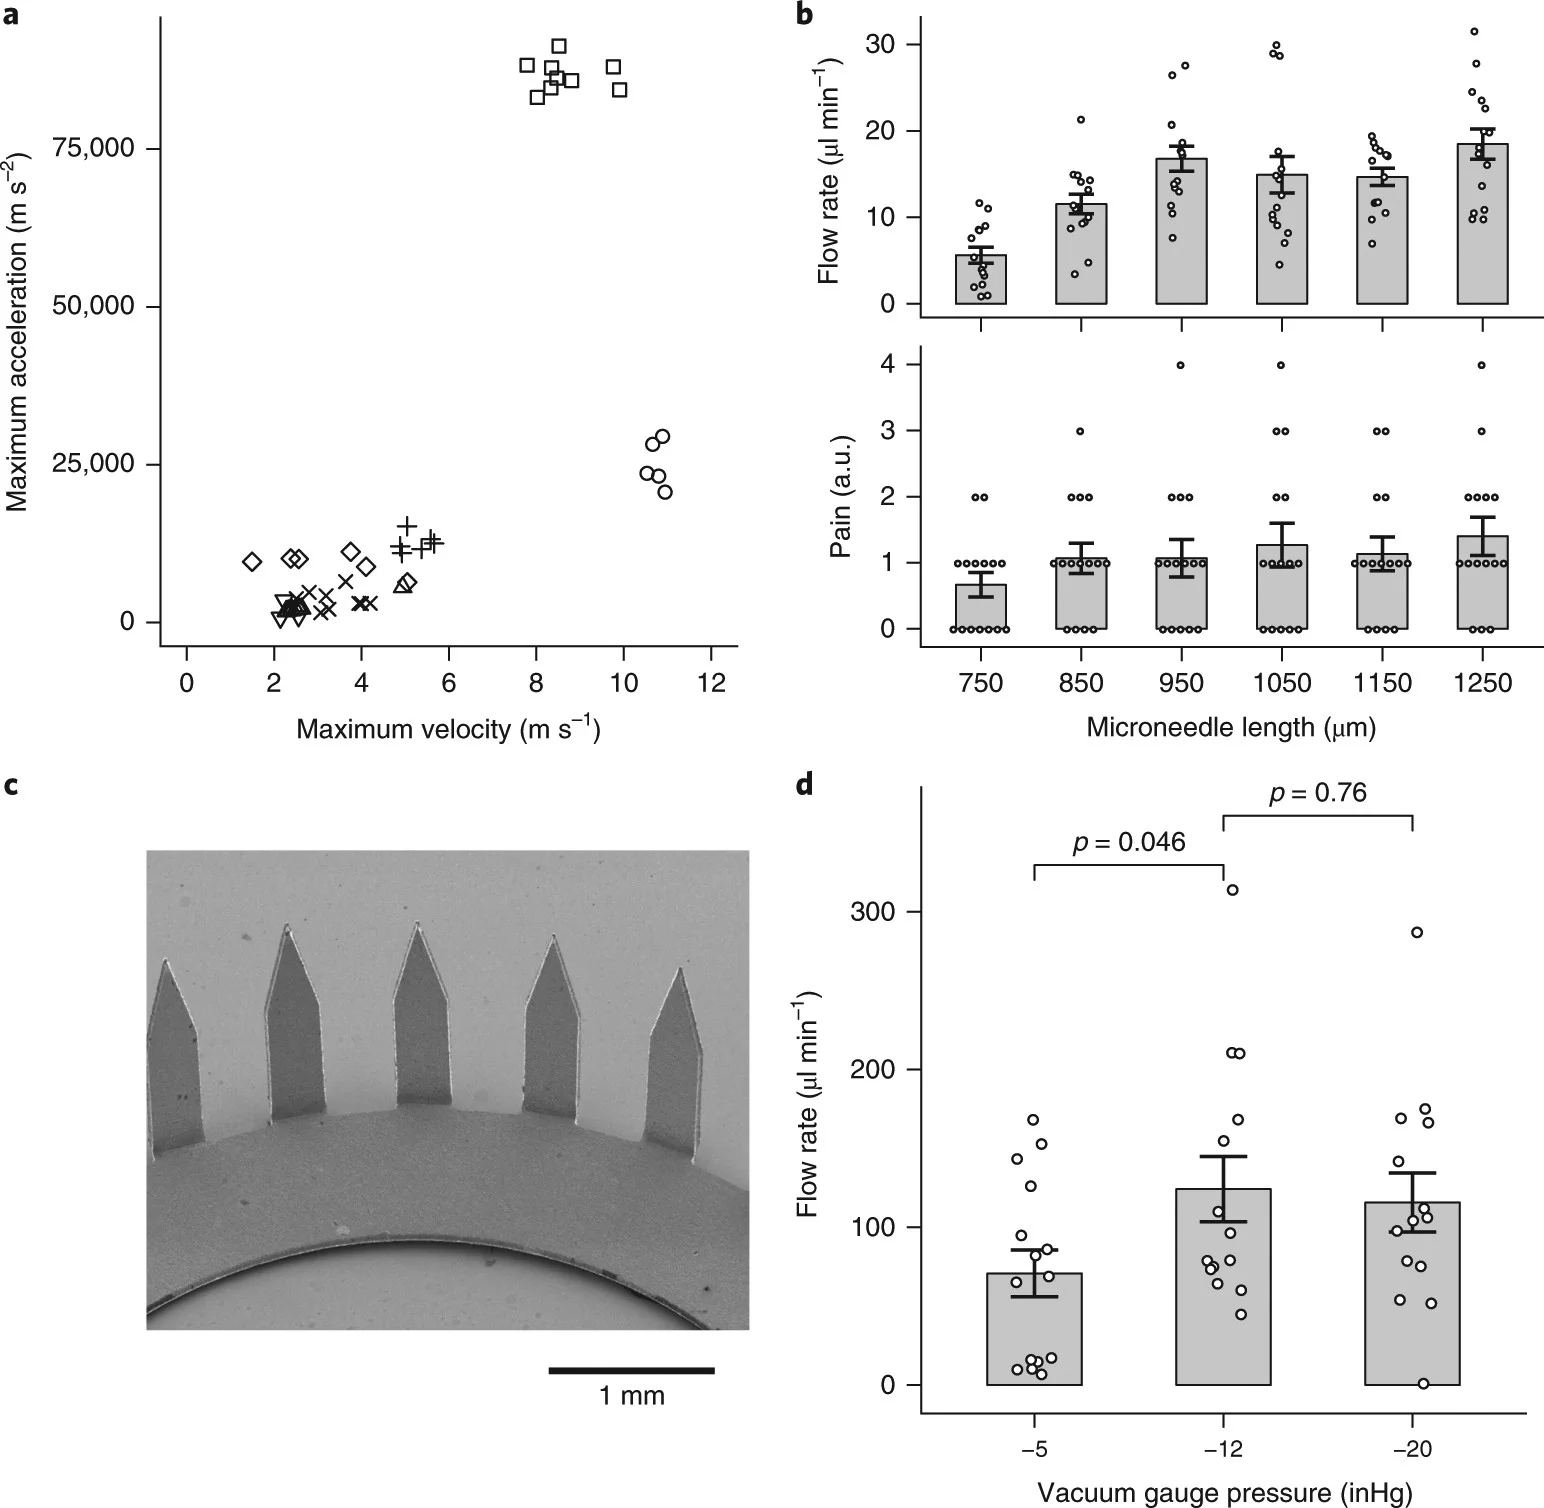 a
Maximum acceleration (m s−2)
75,000
50,000
25,000
0
0 2 4 6 8 10 12
Maximum velocity (m s−1)
b
Flow rate (μl min−1)
30
20
10
0
Pain (a.u.)
4
3
2
1
0
750 850 950 1050 1150 1250
Microneedle length (μm)
c
1 mm
d
p = 0.76
p = 0.046
Flow rate (μl min−1)
300
200
100
0
−5 −12 −20
Vacuum gauge pressure (inHg)